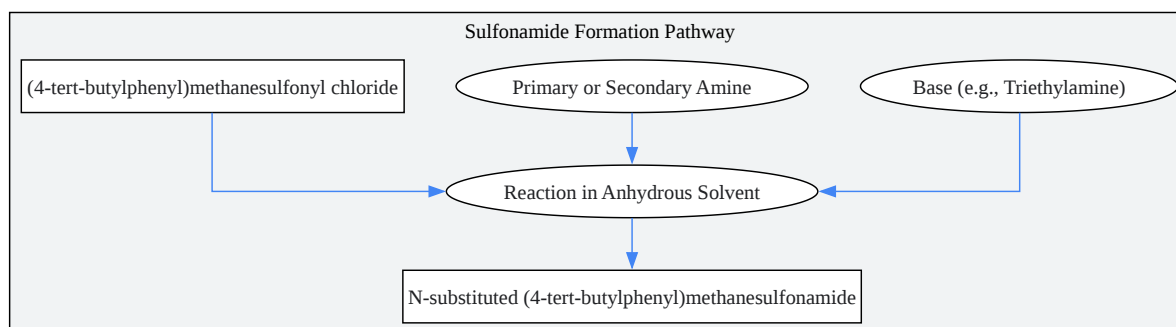 Sulfonamide Formation Pathway
(4-tert-butylphenyl)methanesulfonyl chloride
Primary or Secondary Amine
Base (e.g., Triethylamine)
Reaction in Anhydrous Solvent
N-substituted (4-tert-butylphenyl)methanesulfonamide